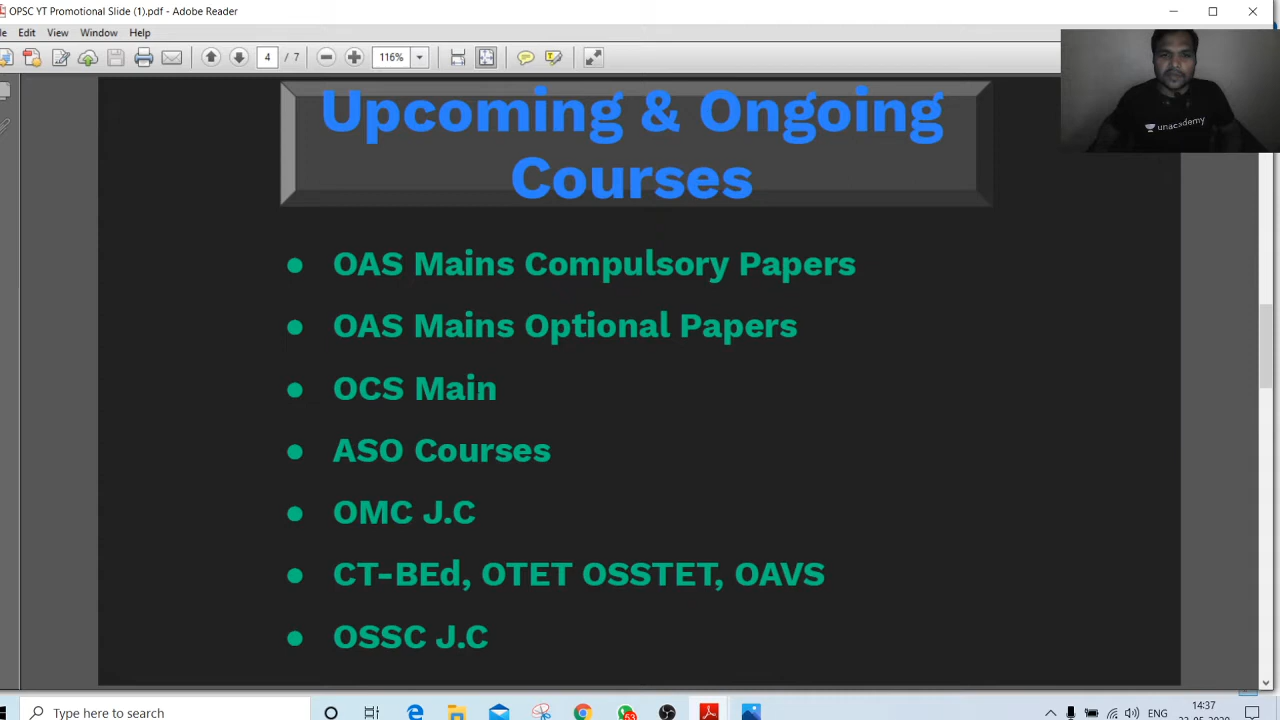 OPSC YT Promotional Slide (1).pdf - Adobe Reader
Edit View Window Help
4 / 7 116%
unacademy
Upcoming & Ongoing
Courses
● OAS Mains Compulsory Papers
● OAS Mains Optional Papers
● OCS Main
● ASO Courses
● OMC J.C
● CT-BEd, OTET OSSTET, OAVS
● OSSC J.C
Type here to search
53
ENG
14:37